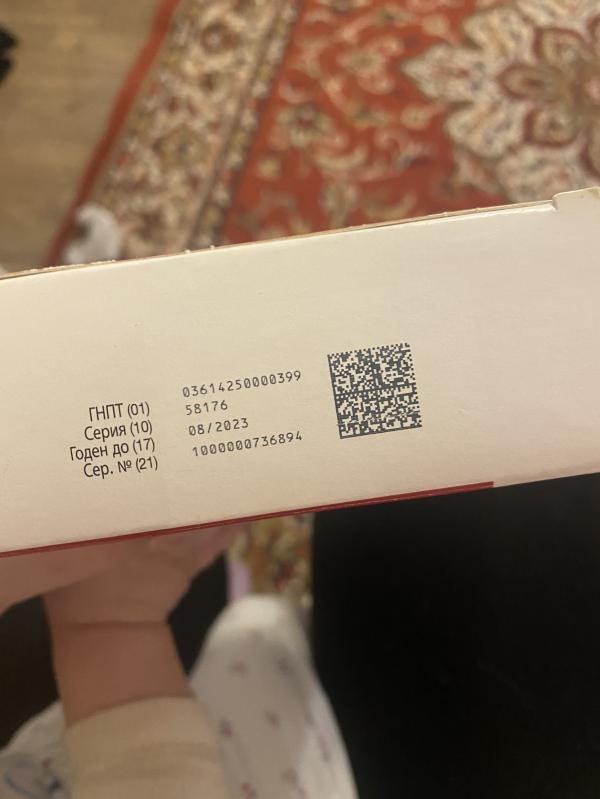 ГНПТ (01) 03614250000399
Серия (10) 58176
Годен до (17) 08/2023
Сер. № (21) 1000000736894